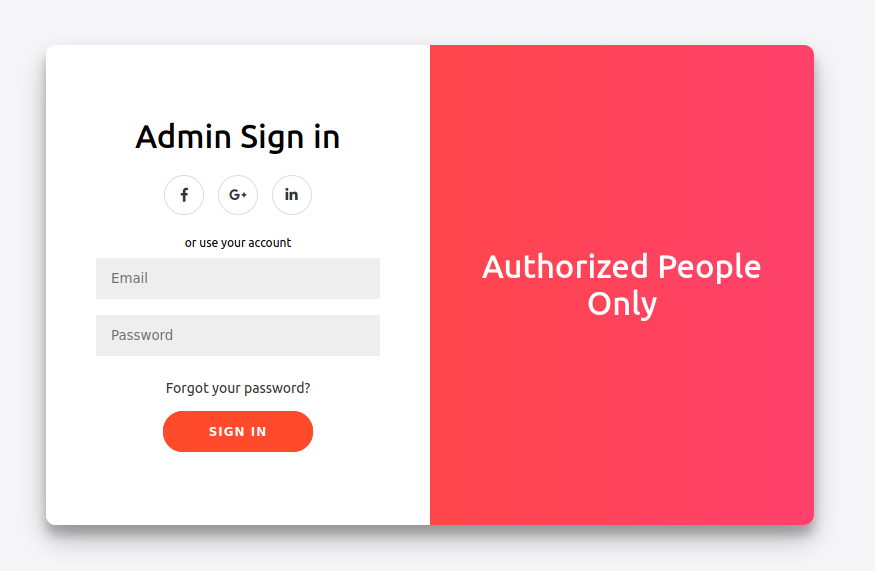 Admin Sign in
f G+ in
or use your account
Email
Password
Forgot your password?
SIGN IN
Authorized People
Only